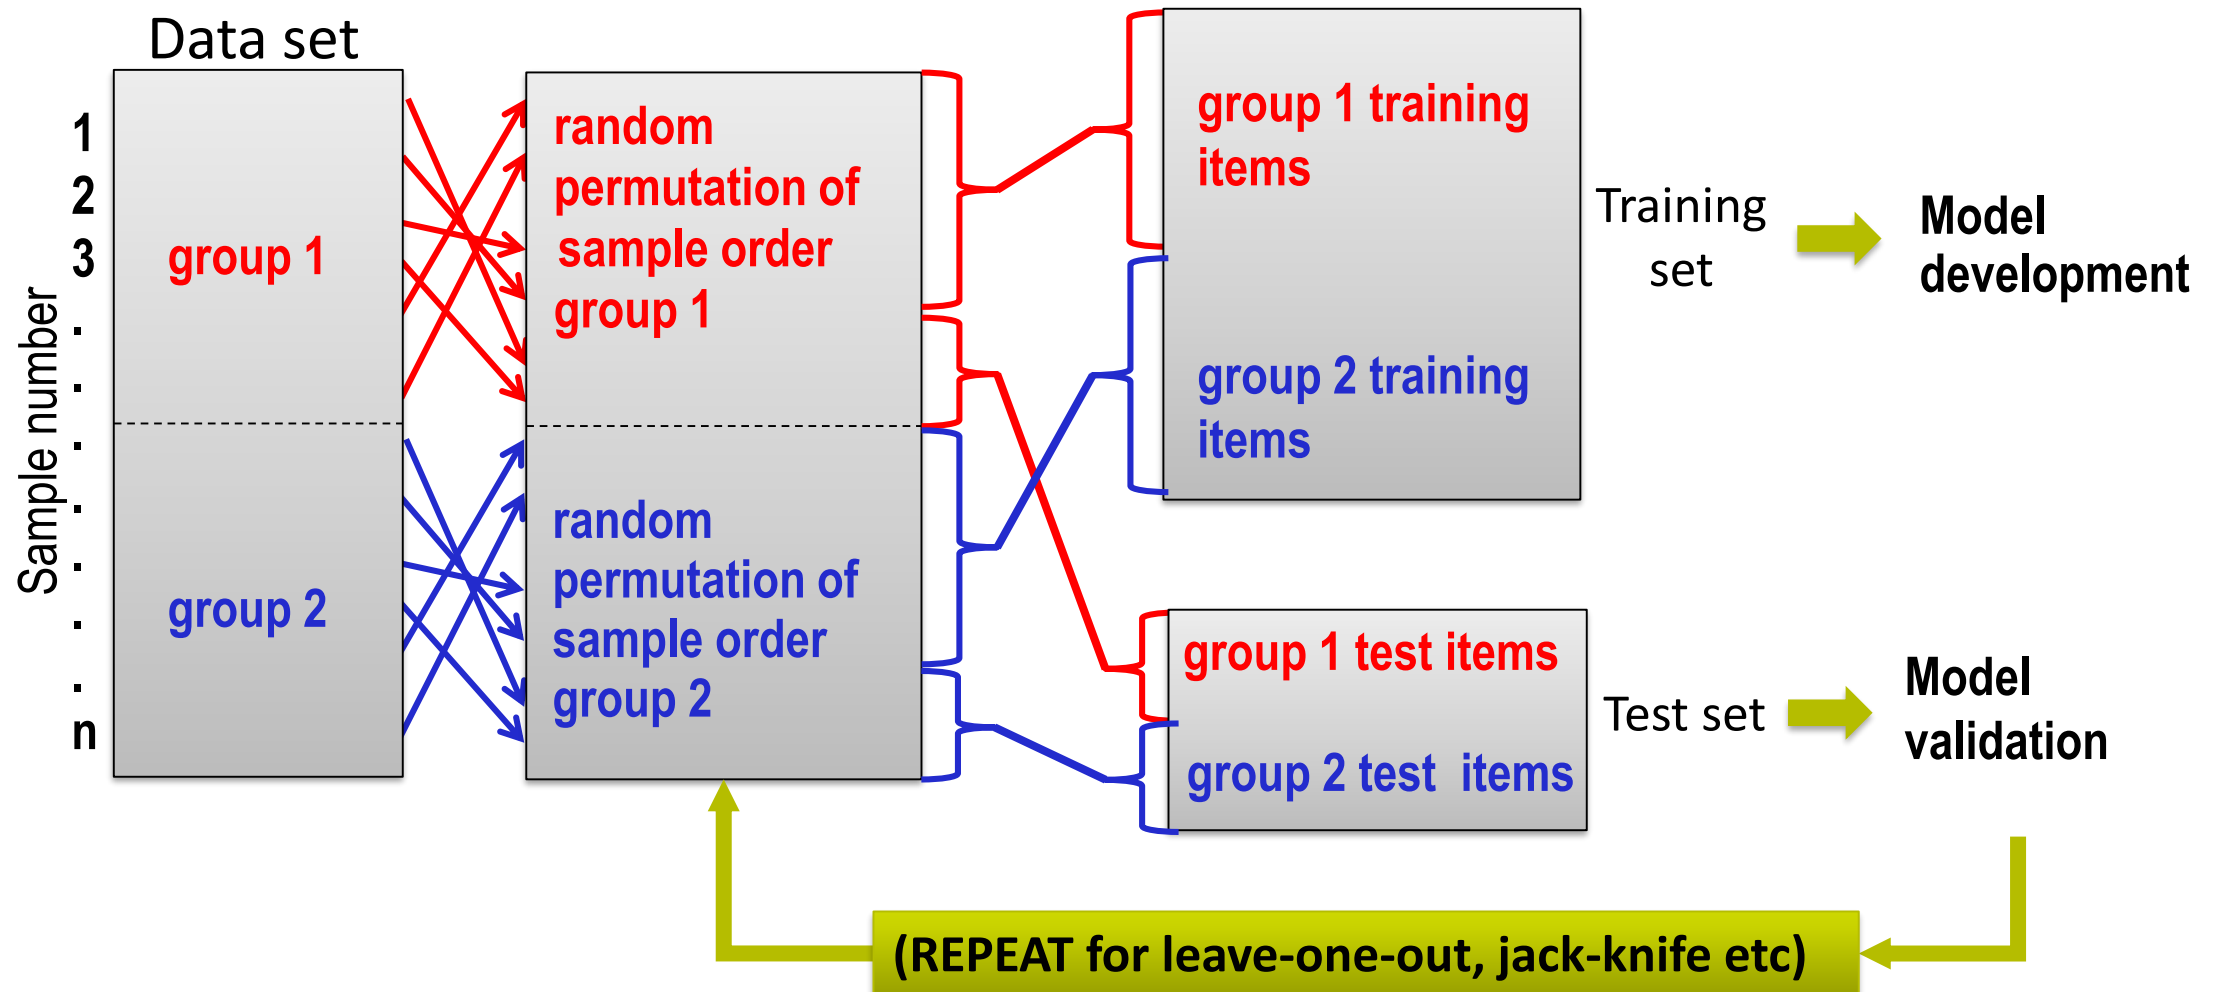 Data set
Sample number
1
2
3
.
.
.
.
.
.
.
n
group 1
group 2
random
permutation of
sample order
group 1
random
permutation of
sample order
group 2
group 1 training
items
group 2 training
items
Training
set
Model
development
group 1 test items
group 2 test  items
Test set
Model
validation
(REPEAT for leave-one-out, jack-knife etc)